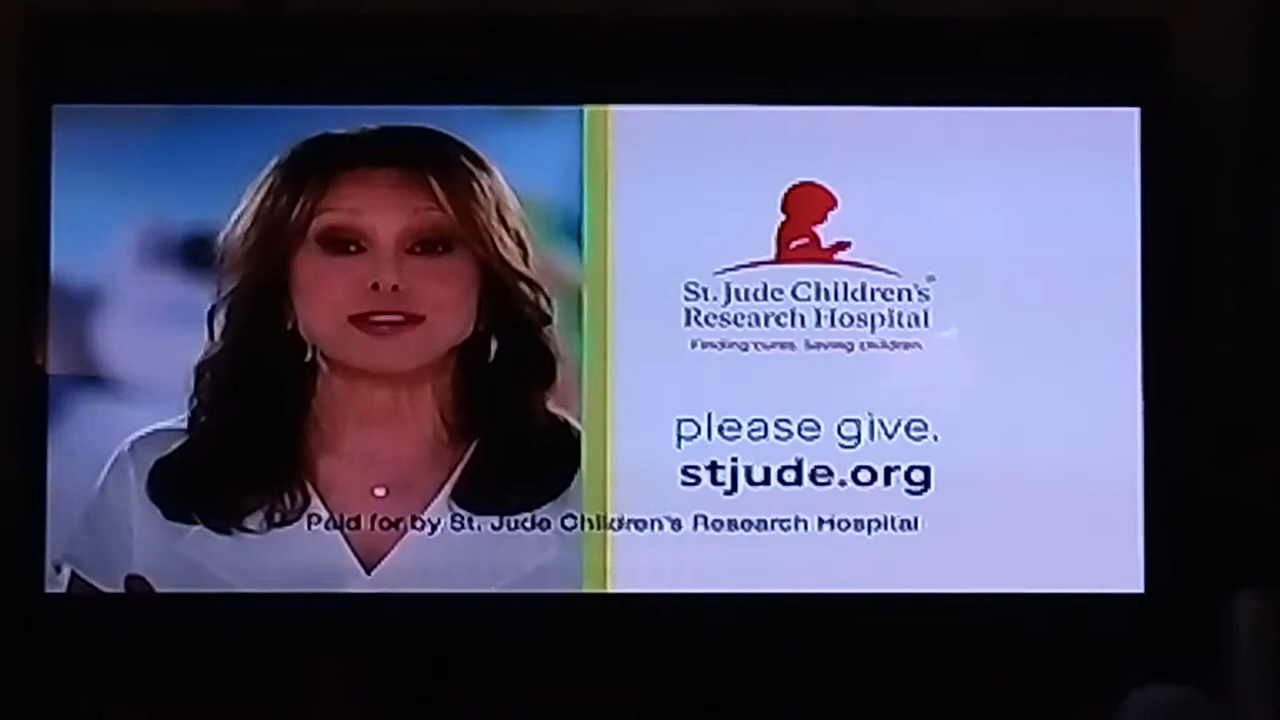 St. Jude Children's®
Research Hospital
Finding cures. Saving children.
please give.
stjude.org
Paid for by St. Jude Children's Research Hospital